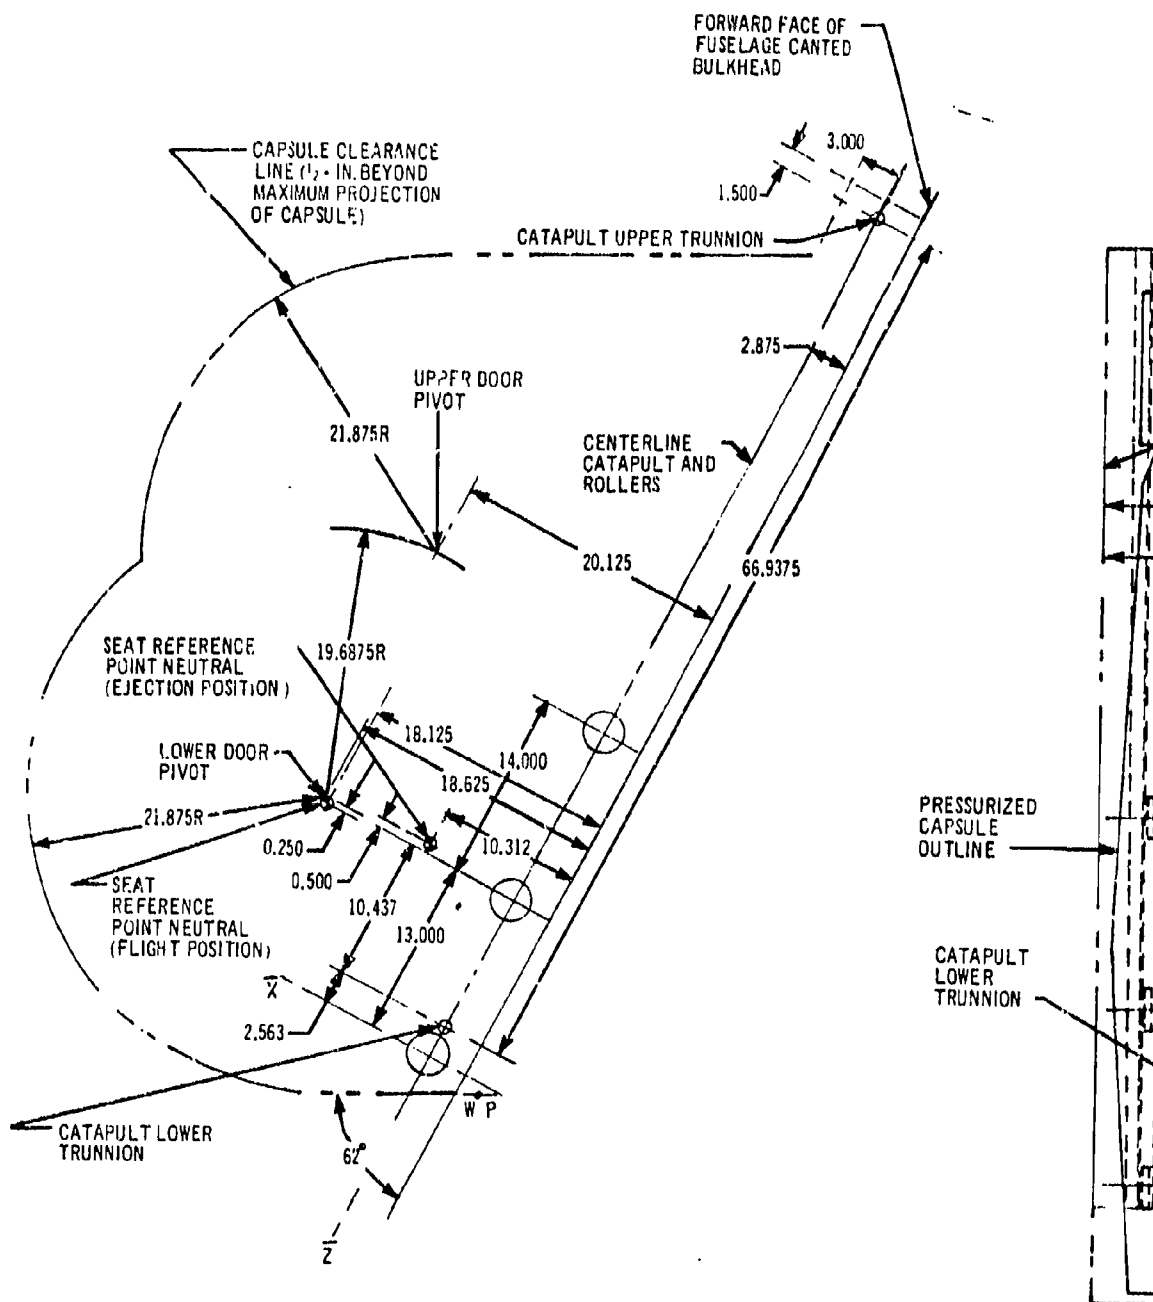 FORWARD FACE OF
FUSELAGE CANTED
BULKHEAD
3.000
1.500
CAPSULE CLEARANCE
LINE (1/2 - IN. BEYOND
MAXIMUM PROJECTION
OF CAPSULE)
CATAPULT UPPER TRUNNION
2.875
UPPER DOOR
PIVOT
21.875R
CENTERLINE
CATAPULT AND
ROLLERS
20.125
66.9375
SEAT REFERENCE
POINT NEUTRAL
(EJECTION POSITION)
19.6875R
18.125
14.000
18.625
LOWER DOOR
PIVOT
21.875R
0.250
10.312
0.500
PRESSURIZED
CAPSULE
OUTLINE
SEAT
REFERENCE
POINT NEUTRAL
(FLIGHT POSITION)
10.437
13.000
X̅
2.563
CATAPULT
LOWER
TRUNNION
W P
CATAPULT LOWER
TRUNNION
62°
Z̅